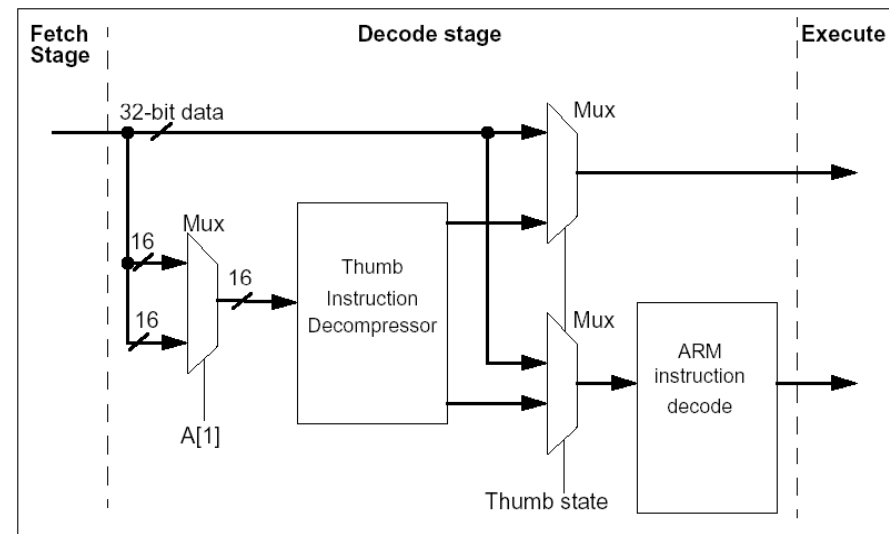 Fetch
Stage
Decode stage
Execute
32-bit data
Mux
Mux
16
16
16
Thumb
Instruction
Decompressor
Mux
ARM
instruction
decode
A[1]
Thumb state